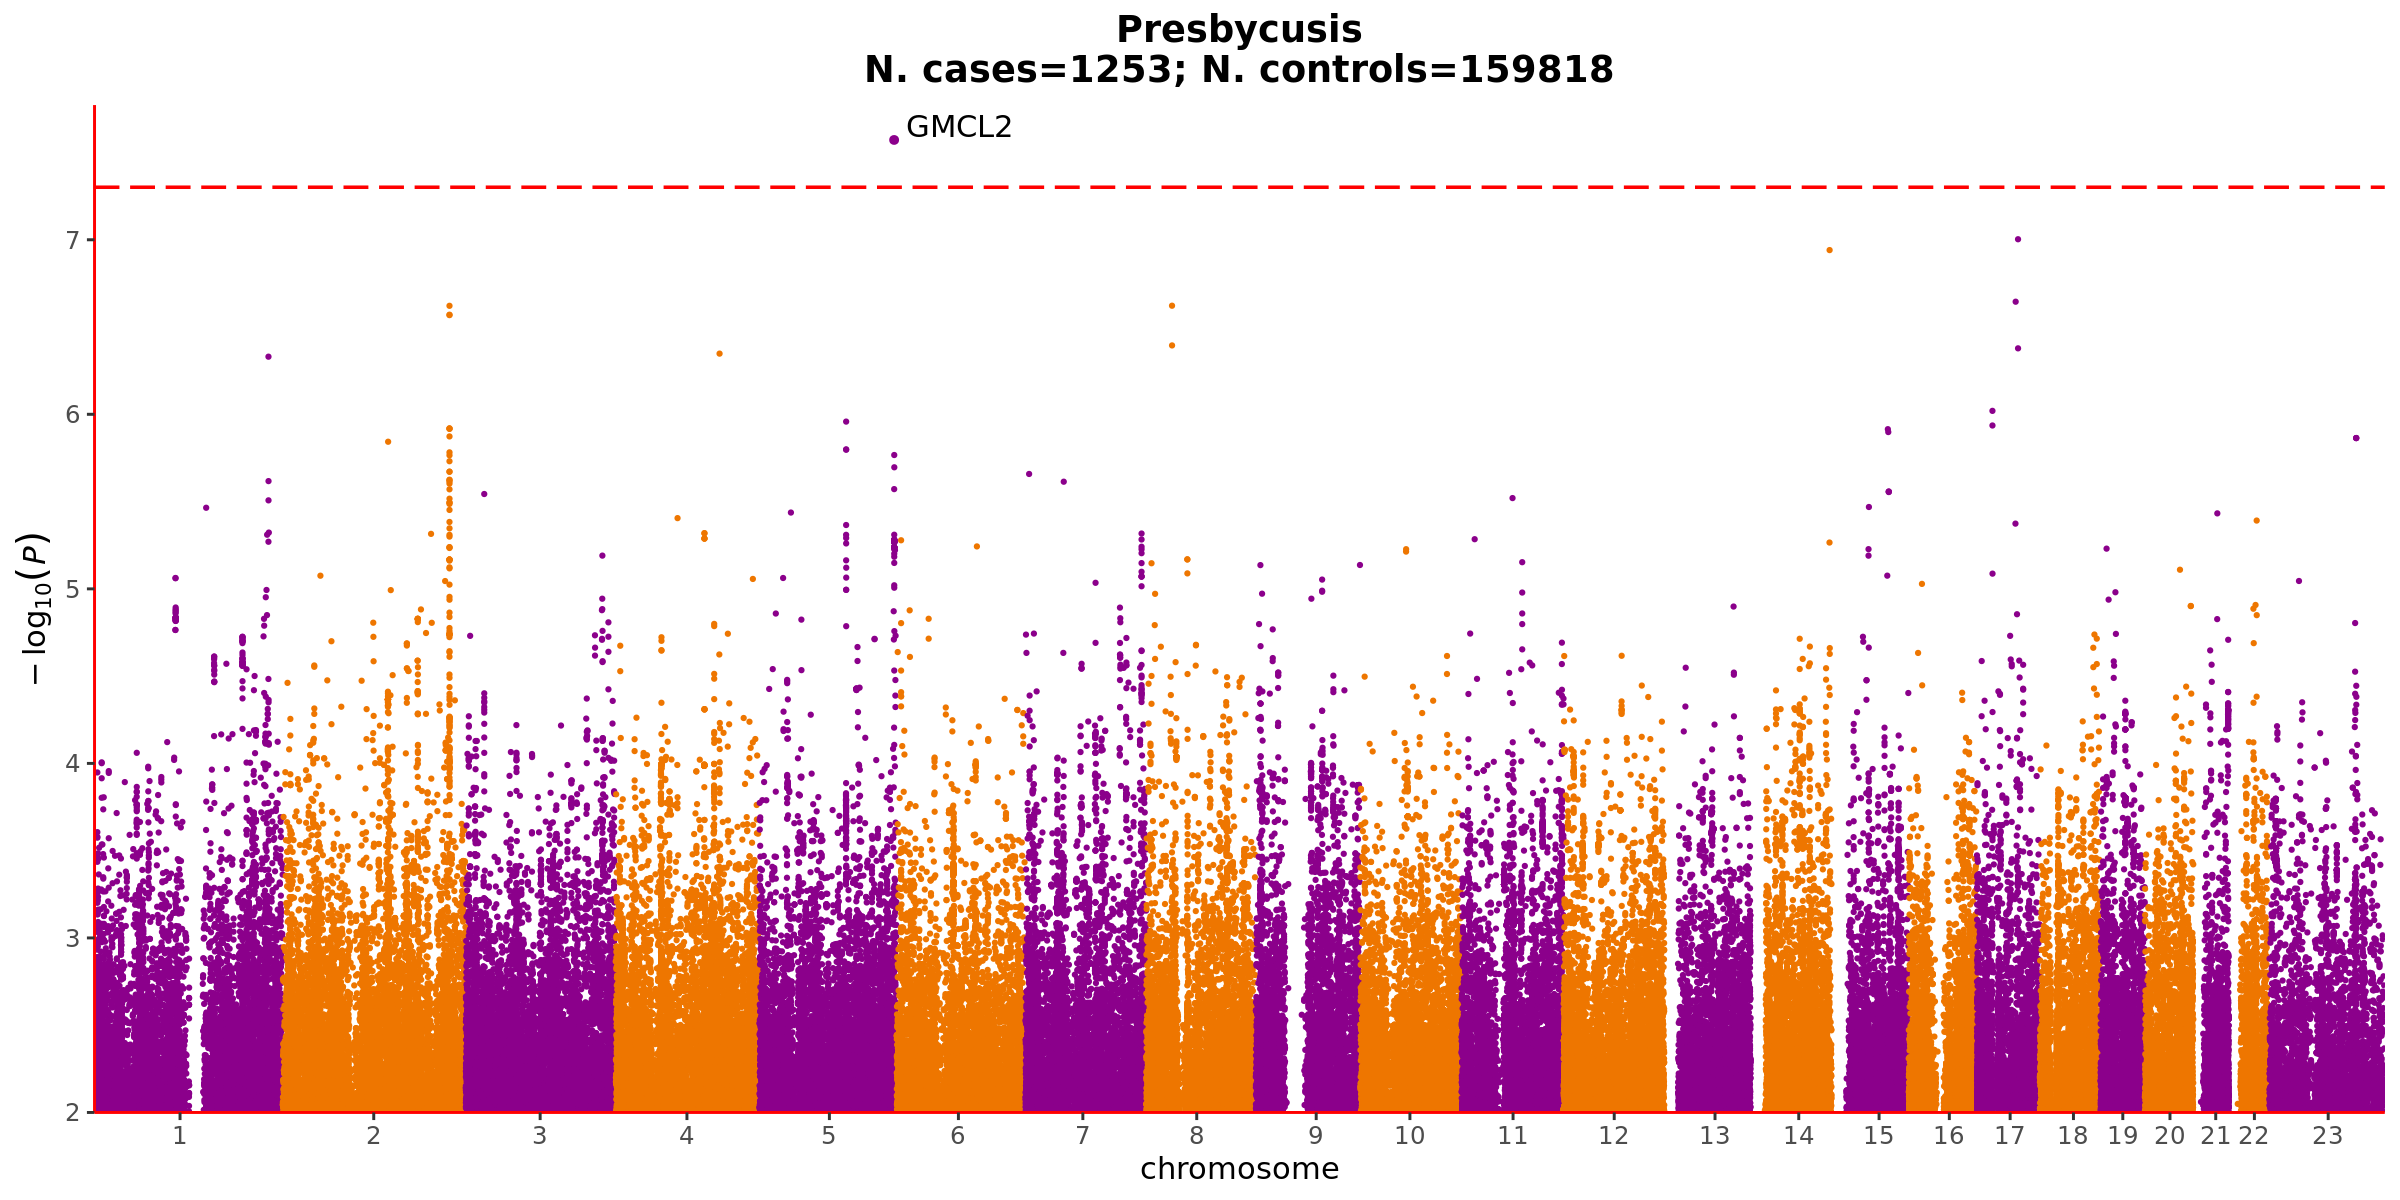 Presbycusis
N. cases=1253; N. controls=159818
GMCL2
7
6
5
4
3
2
−log10(P)
1 2 3 4 5 6 7 8 9 10 11 12 13 14 15 16 17 18 19 20 21 22 23
chromosome